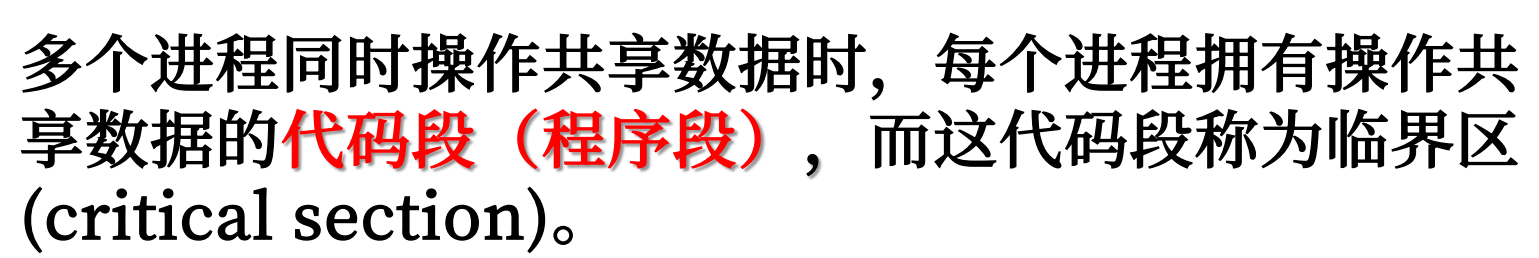 多个进程同时操作共享数据时，每个进程拥有操作共
享数据的代码段（程序段），而这代码段称为临界区
(critical section)。